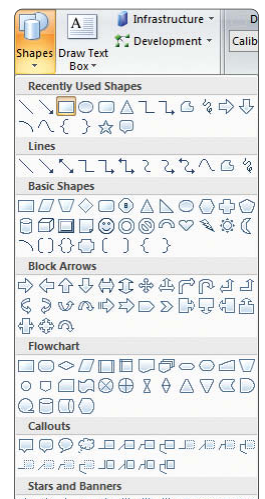 Infrastructure
D
Development
Shapes
Draw Text
Box
Calib
Recently Used Shapes
Lines
Basic Shapes
Block Arrows
Flowchart
Callouts
Stars and Banners